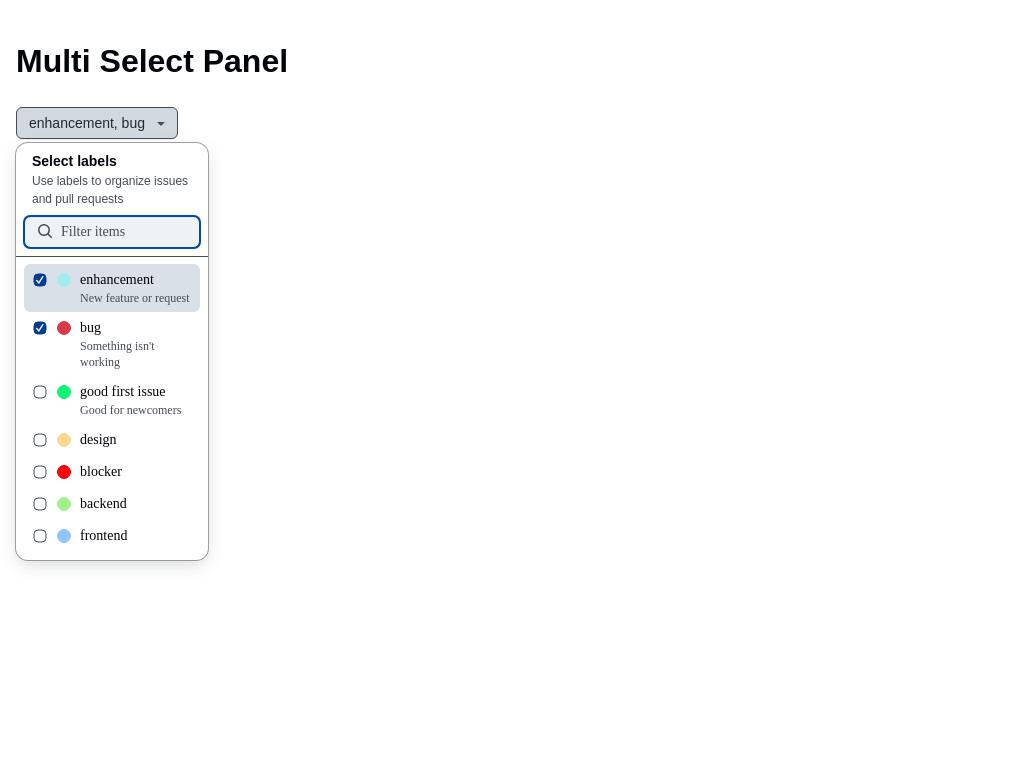 Multi Select Panel
enhancement, bug
Select labels
Use labels to organize issues
and pull requests
Filter items
enhancement
New feature or request
bug
Something isn't
working
good first issue
Good for newcomers
design
blocker
backend
frontend